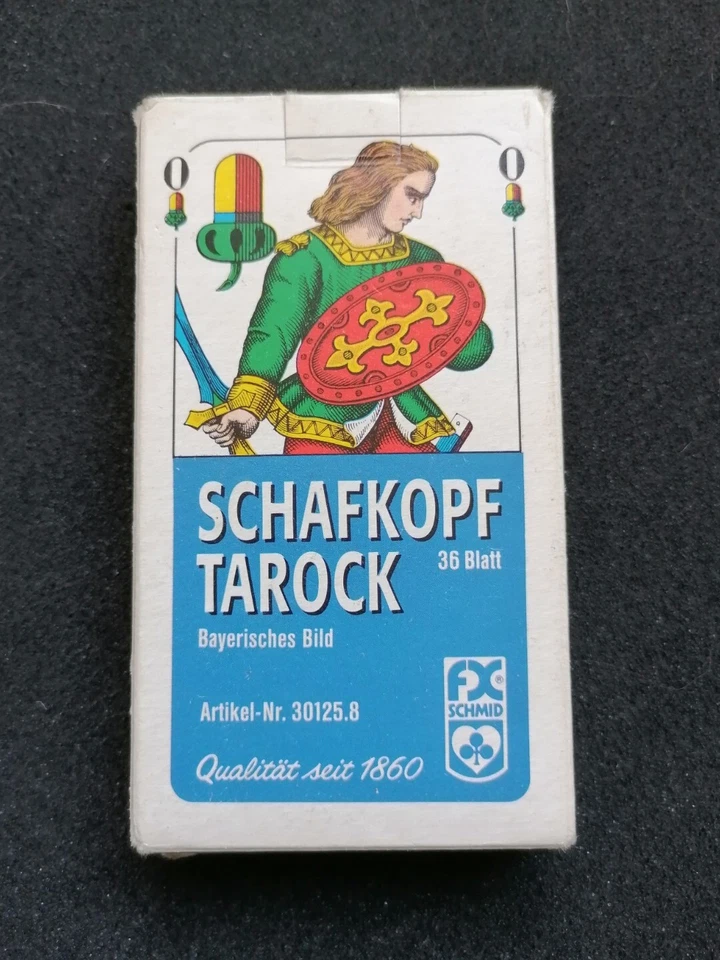 O O
SCHAFKOPF
TAROCK 36 Blatt
Bayerisches Bild
Artikel-Nr. 30125.8
FX ®
SCHMID
Qualität seit 1860